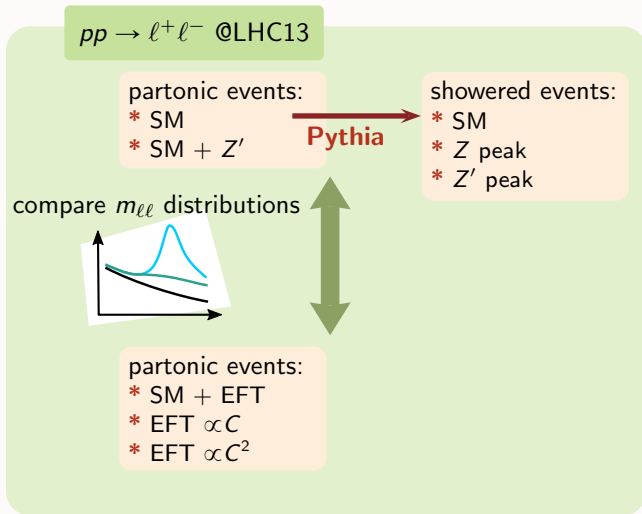 pp → ℓ⁺ℓ⁻ @LHC13
partonic events:
* SM
* SM + Z′
Pythia
showered events:
* SM
* Z peak
* Z′ peak
compare mℓℓ distributions
partonic events:
* SM + EFT
* EFT ∝C
* EFT ∝C²